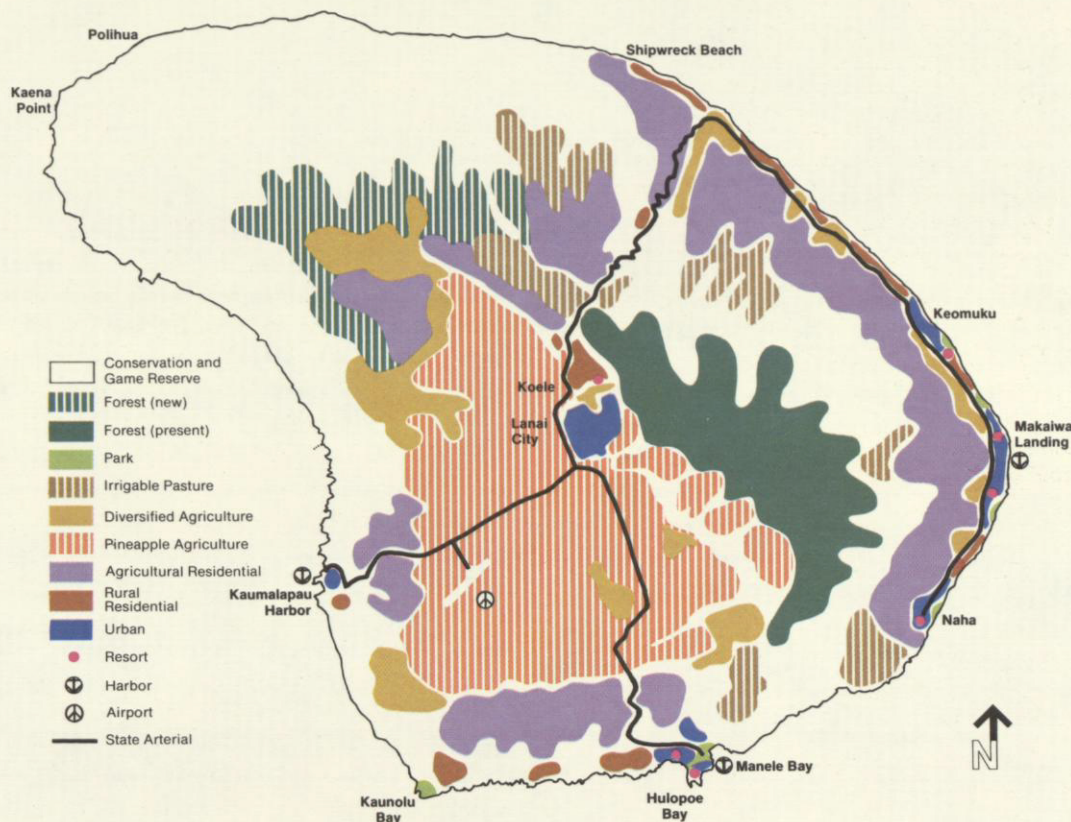 Polihua
Shipwreck Beach
Kaena
Point
Keomuku
Koele
Lanai
City
Makaiwa
Landing
Conservation and
Game Reserve
Forest (new)
Forest (present)
Park
Irrigable Pasture
Diversified Agriculture
Pineapple Agriculture
Agricultural Residential
Rural
Residential
Urban
Resort
Harbor
Airport
State Arterial
Kaumalapau
Harbor
Naha
N
Manele Bay
Kaunolu
Bay
Hulopoe
Bay